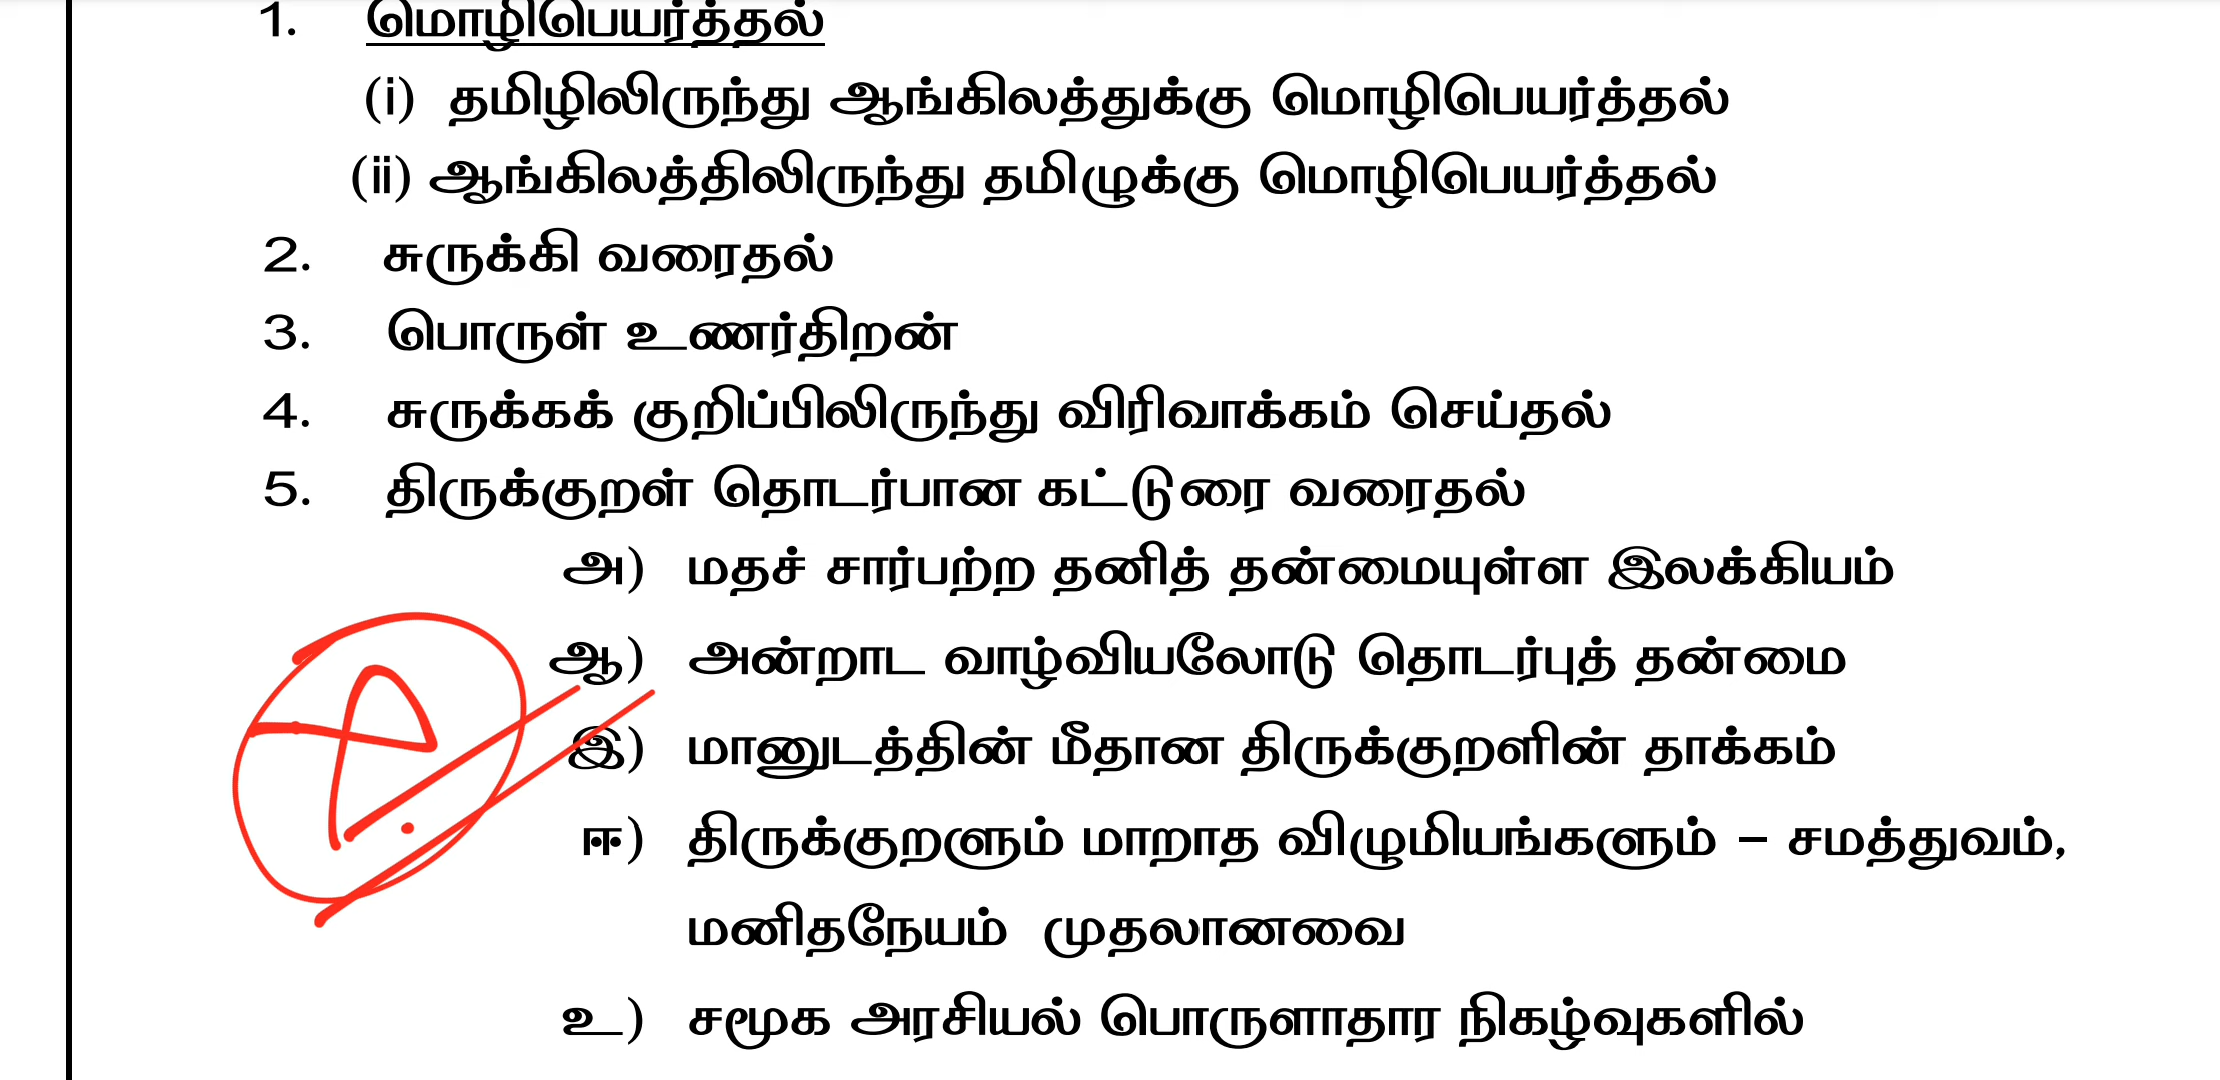 1. மொழிபெயர்த்தல்
(i) தமிழிலிருந்து ஆங்கிலத்துக்கு மொழிபெயர்த்தல்
(ii) ஆங்கிலத்திலிருந்து தமிழுக்கு மொழிபெயர்த்தல்
2. சுருக்கி வரைதல்
3. பொருள் உணர்திறன்
4. சுருக்கக் குறிப்பிலிருந்து விரிவாக்கம் செய்தல்
5. திருக்குறள் தொடர்பான கட்டுரை வரைதல்
அ) மதச் சார்பற்ற தனித் தன்மையுள்ள இலக்கியம்
ஆ) அன்றாட வாழ்வியலோடு தொடர்புத் தன்மை
இ) மானுடத்தின் மீதான திருக்குறளின் தாக்கம்
ஈ) திருக்குறளும் மாறாத விழுமியங்களும் – சமத்துவம்,
மனிதநேயம் முதலானவை
உ) சமூக அரசியல் பொருளாதார நிகழ்வுகளில்